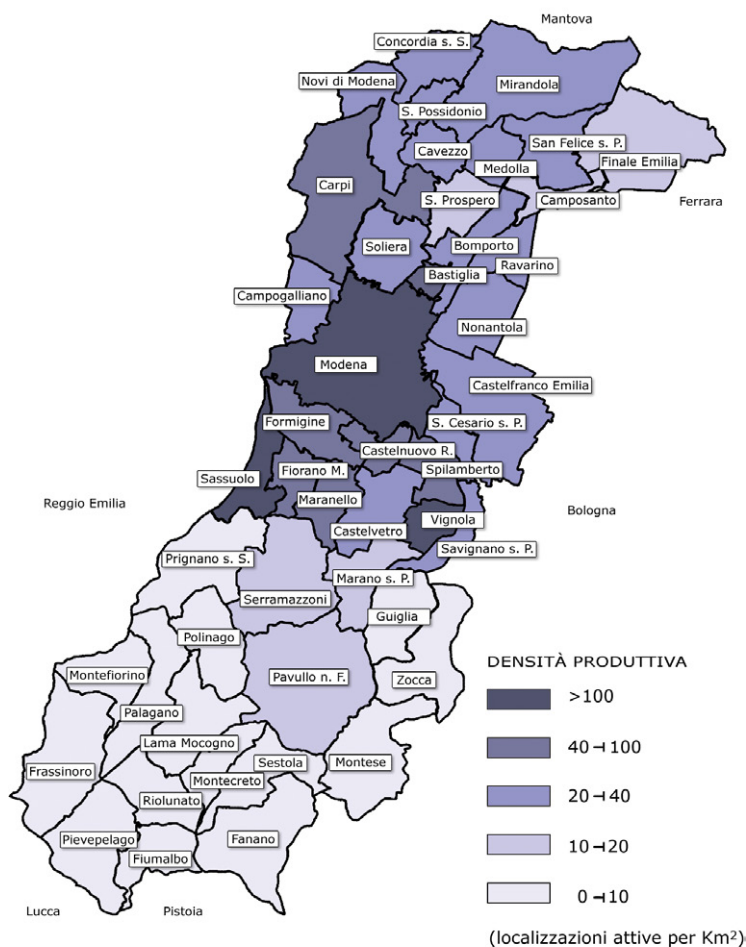 Mantova
Concordia s. S.
Novi di Modena
Mirandola
S. Possidonio
San Felice s. P.
Cavezzo
Finale Emilia
Medolla
Carpi
S. Prospero
Camposanto
Ferrara
Soliera
Bomporto
Ravarino
Bastiglia
Campogalliano
Nonantola
Modena
Castelfranco Emilia
Formigine
S. Cesario s. P.
Castelnuovo R.
Fiorano M.
Spilamberto
Sassuolo
Maranello
Reggio Emilia
Bologna
Vignola
Castelvetro
Savignano s. P.
Prignano s. S.
Marano s. P.
Serramazzoni
Guiglia
Polinago
Montefiorino
Pavullo n. F.
Zocca
Palagano
Lama Mocogno
Sestola
Montese
Frassinoro
Montecreto
Riolunato
Pievepelago
Fanano
Fiumalbo
Lucca
Pistoia
DENSITÀ PRODUTTIVA
>100
40⊣100
20⊣40
10⊣20
0⊣10
(localizzazioni attive per Km²)